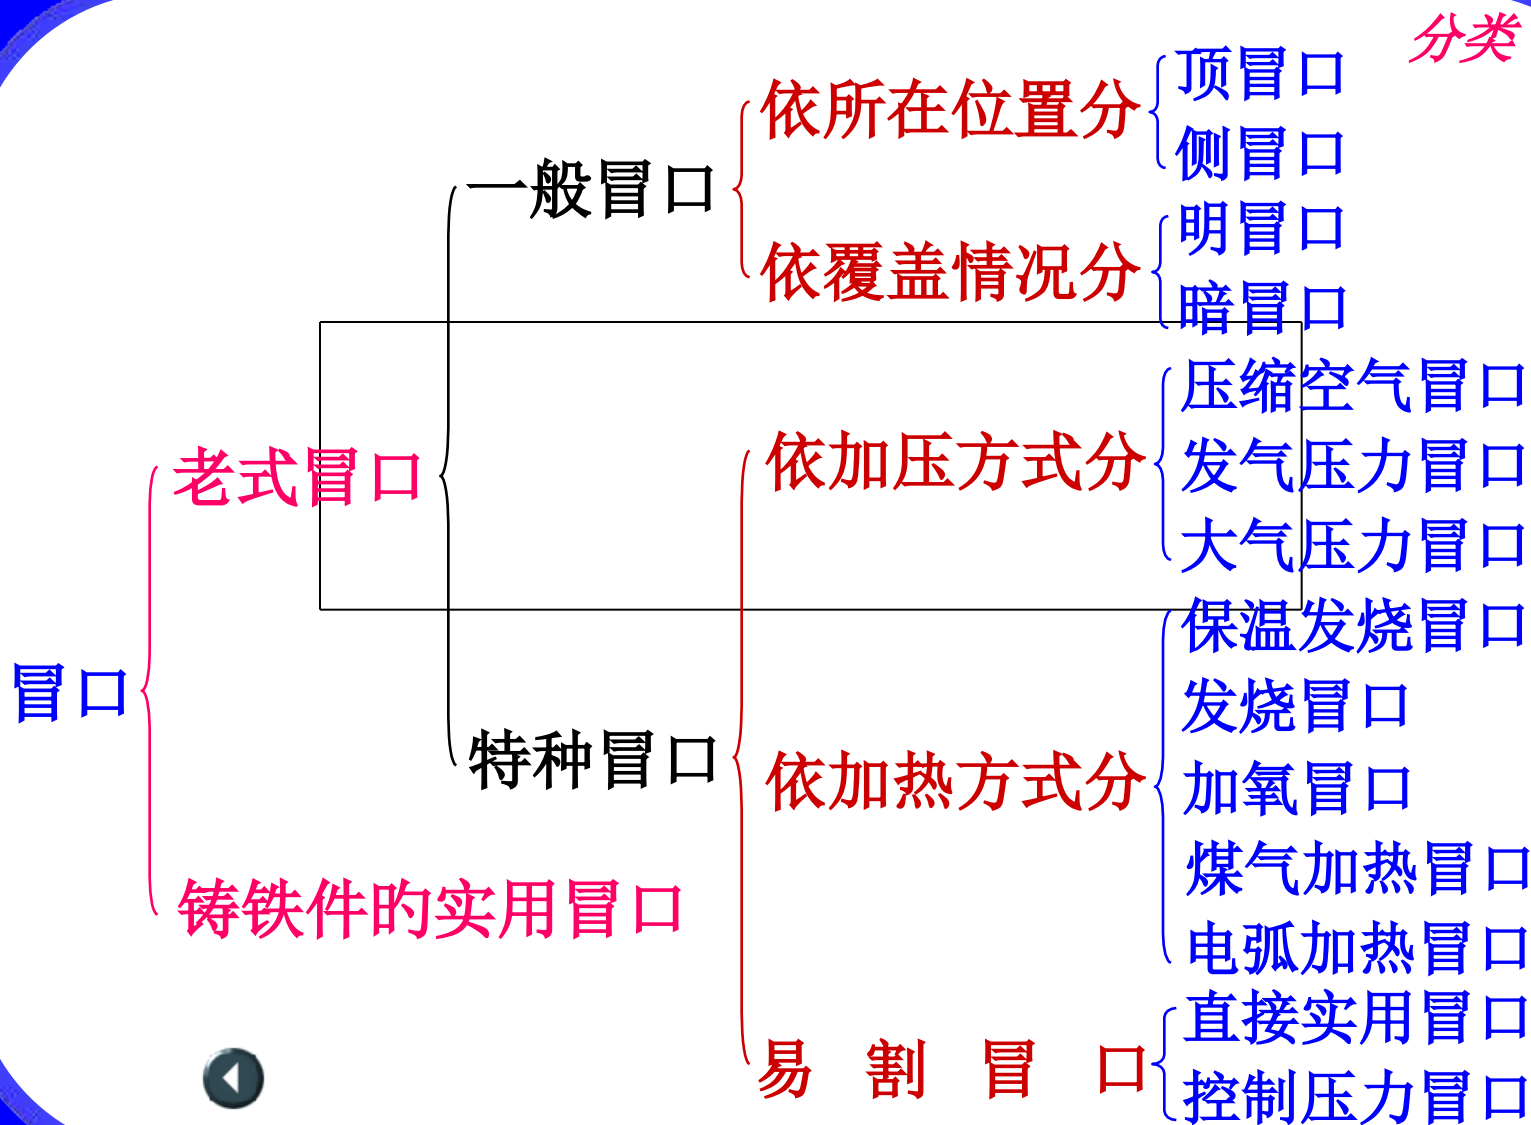 分类
顶冒口
依所在位置分
侧冒口
一般冒口
明冒口
依覆盖情况分
暗冒口
压缩空气冒口
依加压方式分
发气压力冒口
老式冒口
大气压力冒口
保温发烧冒口
冒口
发烧冒口
特种冒口
依加热方式分
加氧冒口
煤气加热冒口
铸铁件旳实用冒口
电弧加热冒口
直接实用冒口
易 割 冒 口
控制压力冒口